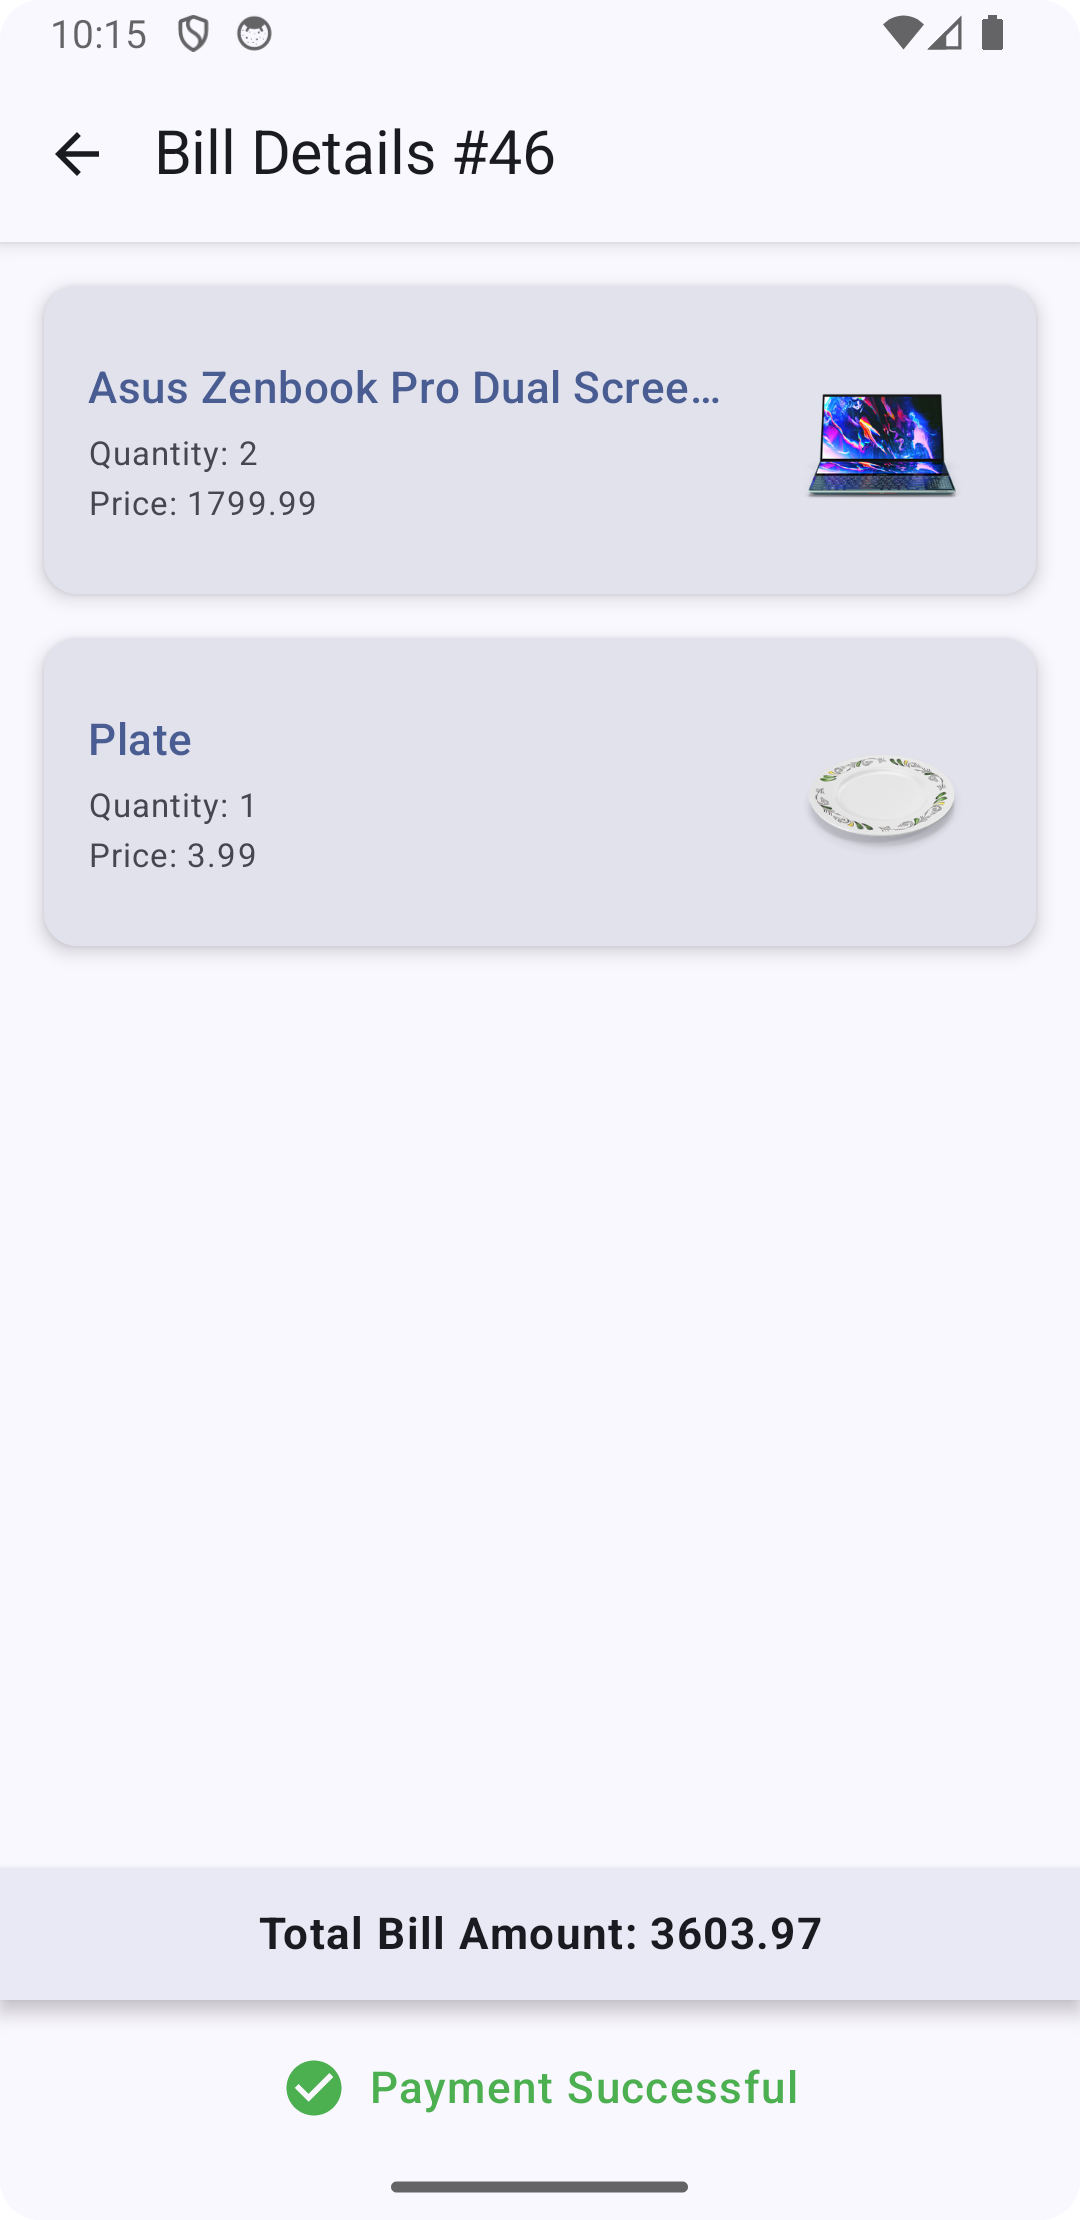 10:15
Bill Details #46
Asus Zenbook Pro Dual Scree...
Quantity: 2
Price: 1799.99
Plate
Quantity: 1
Price: 3.99
Total Bill Amount: 3603.97
Payment Successful